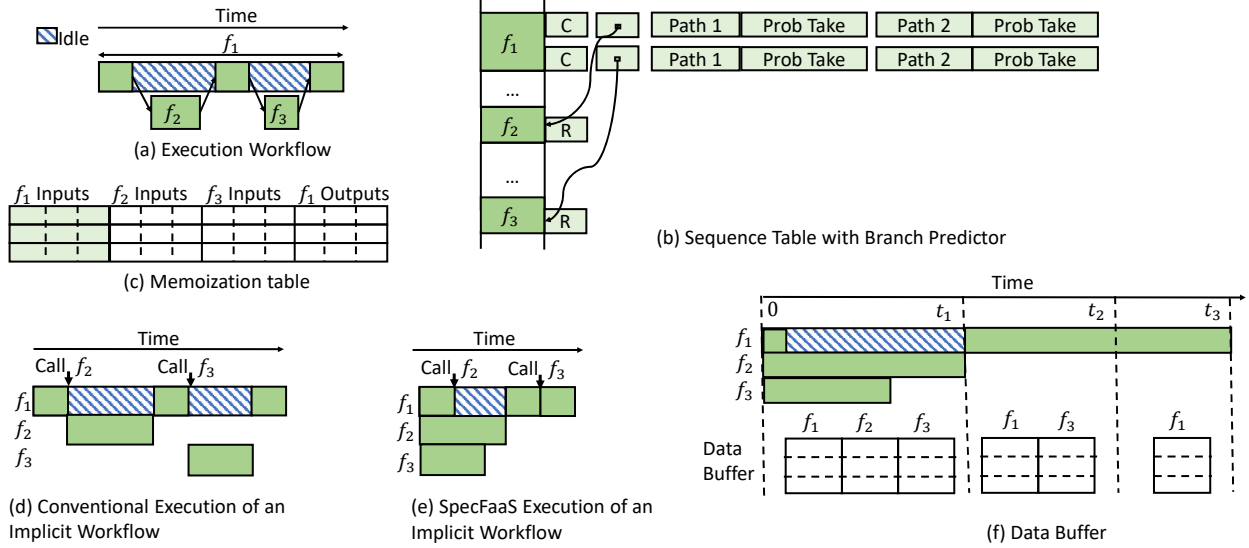 Time
Idle
f1
f2
f3
(a) Execution Workflow
f1 C Path 1 Prob Take Path 2 Prob Take
C Path 1 Prob Take Path 2 Prob Take
...
f2 R
...
f3 R
(b) Sequence Table with Branch Predictor
f1 Inputs f2 Inputs f3 Inputs f1 Outputs
(c) Memoization table
Time
Call f2 Call f3
f1
f2
f3
(d) Conventional Execution of an
Implicit Workflow
Time
Call f2 Call f3
f1
f2
f3
(e) SpecFaaS Execution of an
Implicit Workflow
Time
0 t1 t2 t3
f1
f2
f3
f1 f2 f3 f1 f3 f1
Data
Buffer
(f) Data Buffer